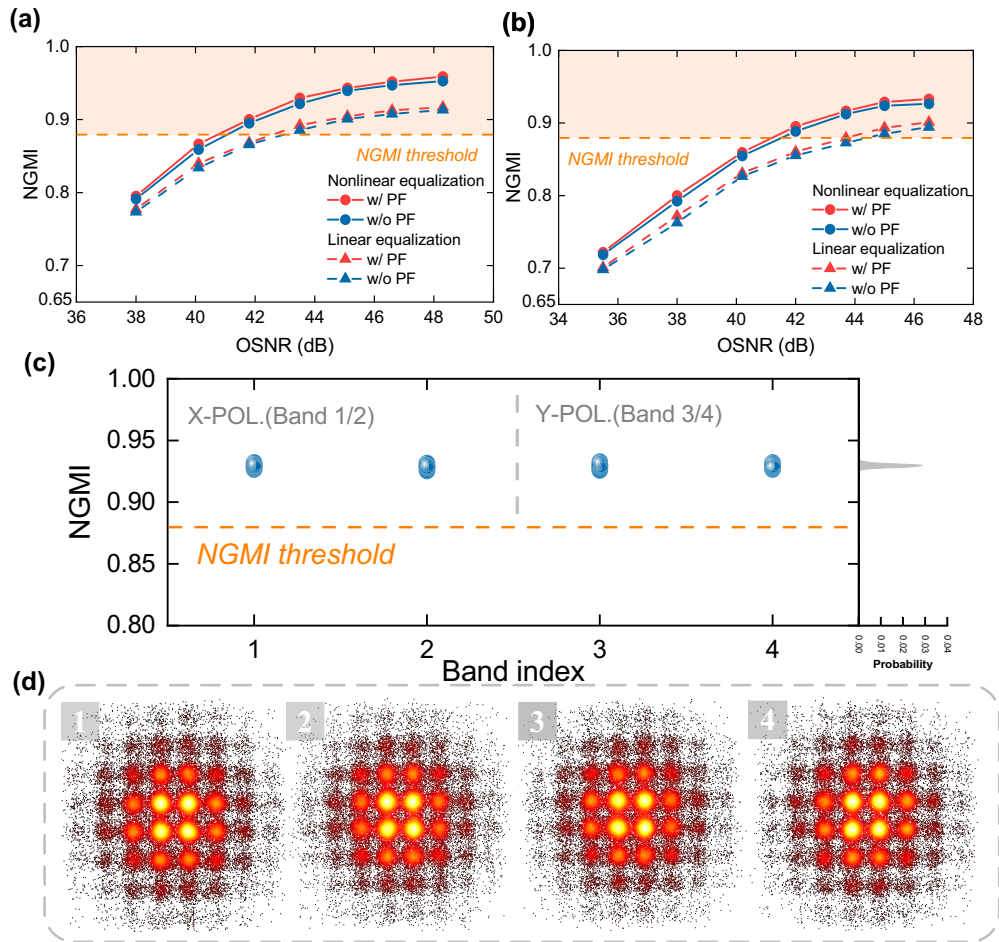 (a)
NGMI
1.0
0.9
0.8
0.7
0.65
NGMI threshold
Nonlinear equalization
w/ PF
w/o PF
Linear equalization
w/ PF
w/o PF
36 38 40 42 44 46 48 50
OSNR (dB)
(b)
NGMI
1.0
0.9
0.8
0.7
0.65
NGMI threshold
Nonlinear equalization
w/ PF
w/o PF
Linear equalization
w/ PF
w/o PF
34 36 38 40 42 44 46 48
OSNR (dB)
(c)
NGMI
1.00
0.95
0.90
0.85
0.80
X-POL.(Band 1/2)
Y-POL.(Band 3/4)
NGMI threshold
1 2 3 4
Band index
0.00 0.01 0.02 0.03 0.04
Probability
(d)
1 2 3 4